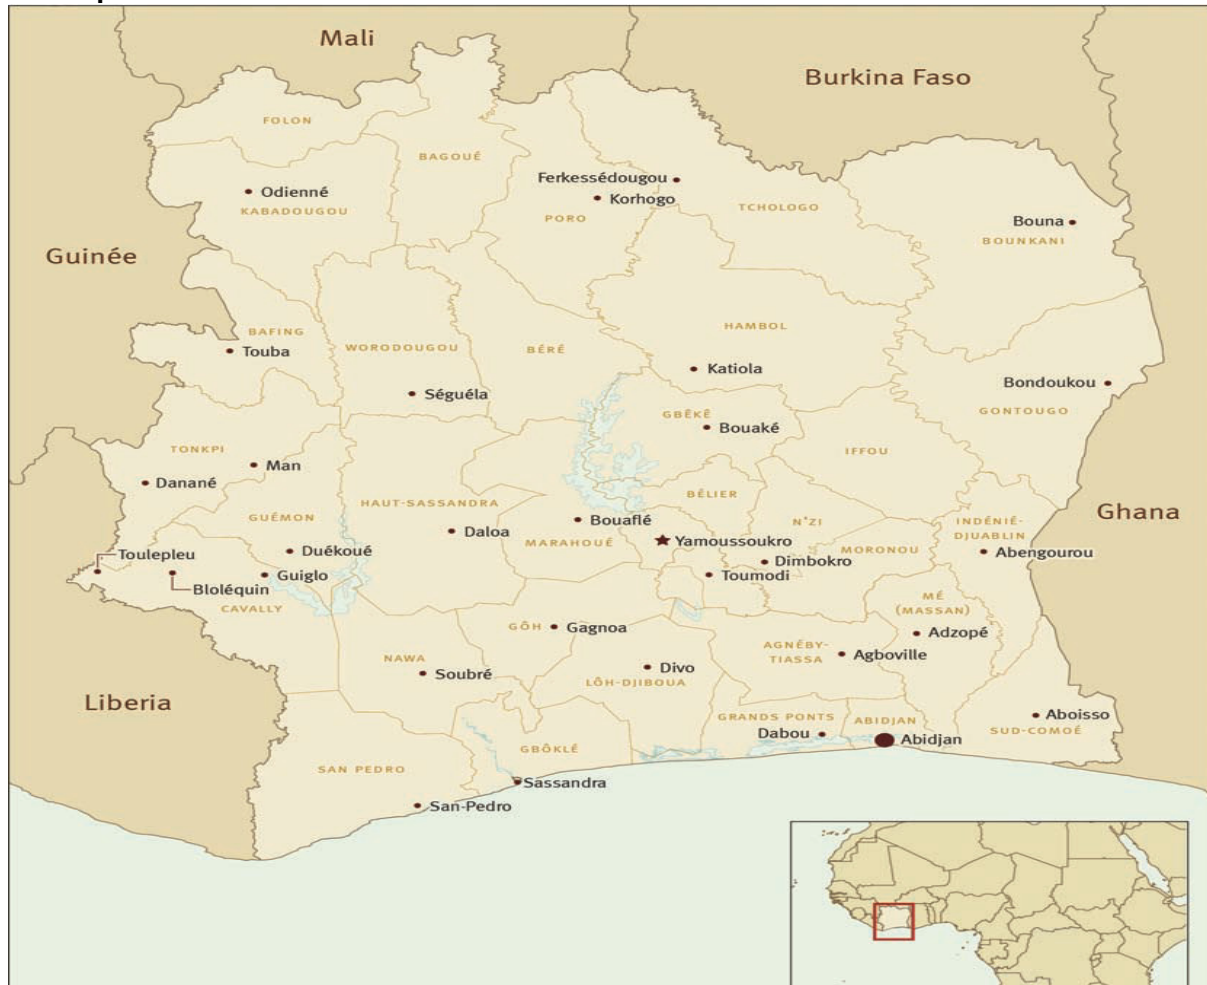 Mali
Burkina Faso
FOLON
BAGOUÉ
Ferkessédougou
Odienné
Korhogo
KABADOUGOU
PORO
TCHOLOGO
Bouna
BOUNKANI
Guinée
BAFING
HAMBOL
Touba
WORODOUGOU
BÉRÉ
Katiola
Bondoukou
Séguéla
GBÊKÊ
GONTOUGO
Bouaké
TONKPI
IFFOU
Man
Danané
BÉLIER
HAUT-SASSANDRA
Ghana
GUÉMON
Bouaflé
N'ZI
INDÉNIÉ-
DJUABLIN
Daloa
MARAHOUÉ
Yamoussoukro
Toulepleu
Duékoué
MORONOU
Abengourou
Dimbokro
Guiglo
Toumodi
Bloléquin
CAVALLY
MÉ
(MASSAN)
GÔH
Gagnoa
Adzopé
AGNÉBY-
TIASSA
Agboville
NAWA
Soubré
Divo
LÔH-DJIBOUA
Liberia
GRANDS PONTS
ABIDJAN
Aboisso
Dabou
SUD-COMOÉ
Abidjan
GBÔKLÉ
SAN PEDRO
Sassandra
San-Pedro